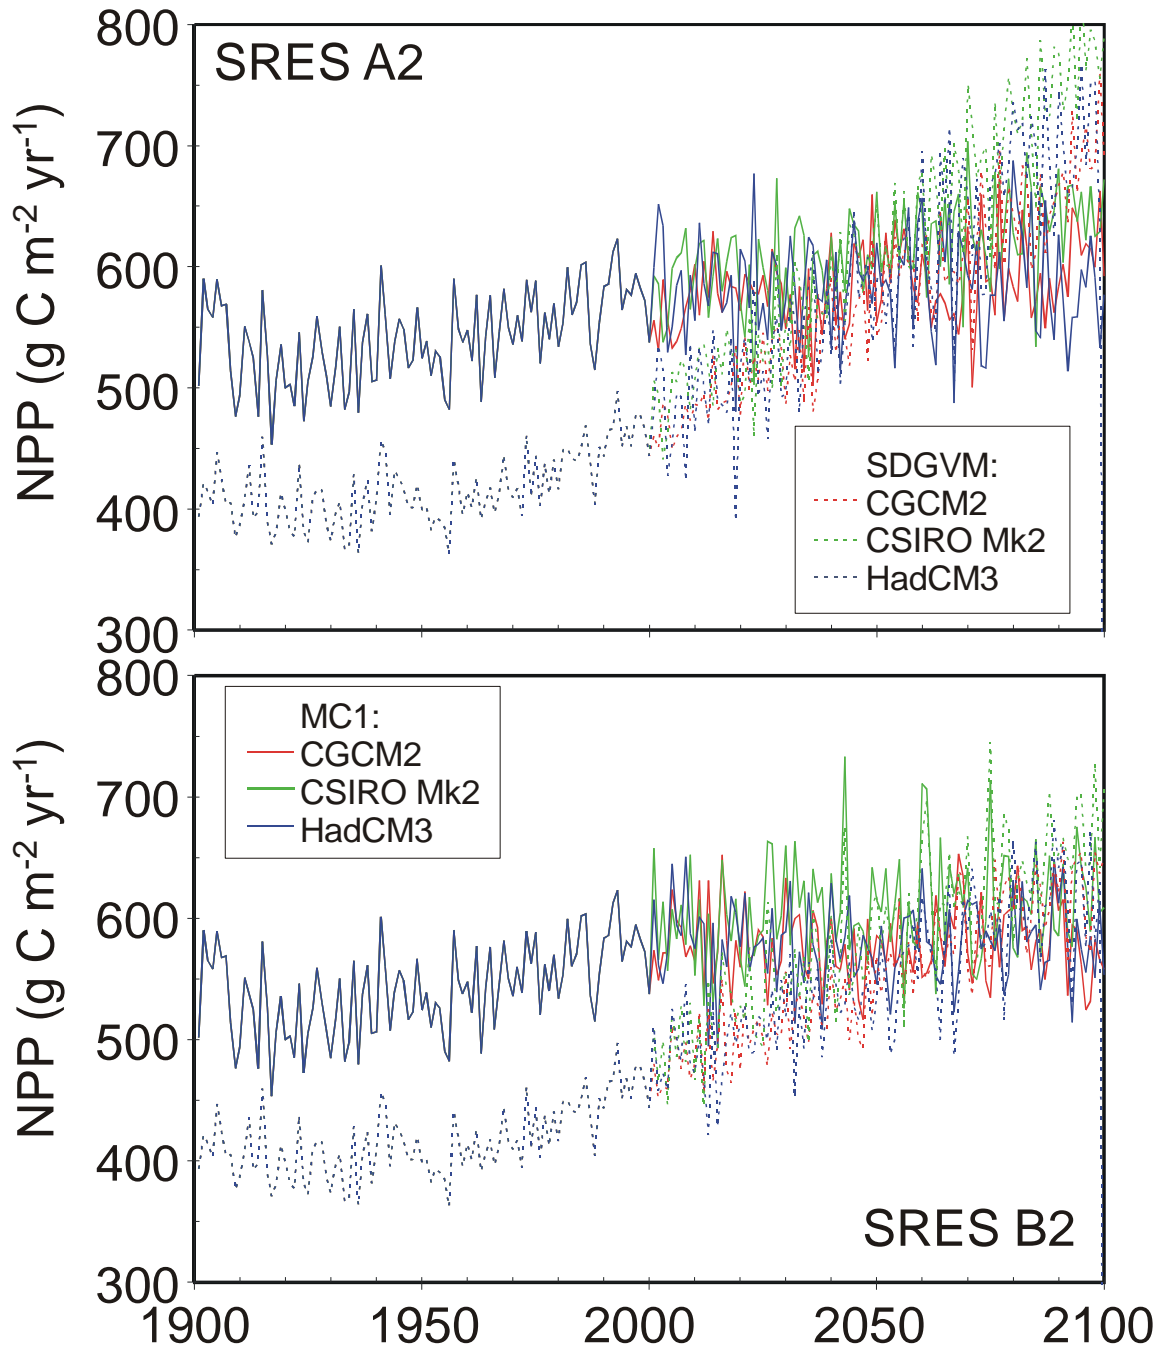 800
SRES A2
700
600
500
400
300
NPP (g C m-2 yr-1)
SDGVM:
CGCM2
CSIRO Mk2
HadCM3
800
700
600
500
400
300
NPP (g C m-2 yr-1)
MC1:
CGCM2
CSIRO Mk2
HadCM3
SRES B2
1900 1950 2000 2050 2100